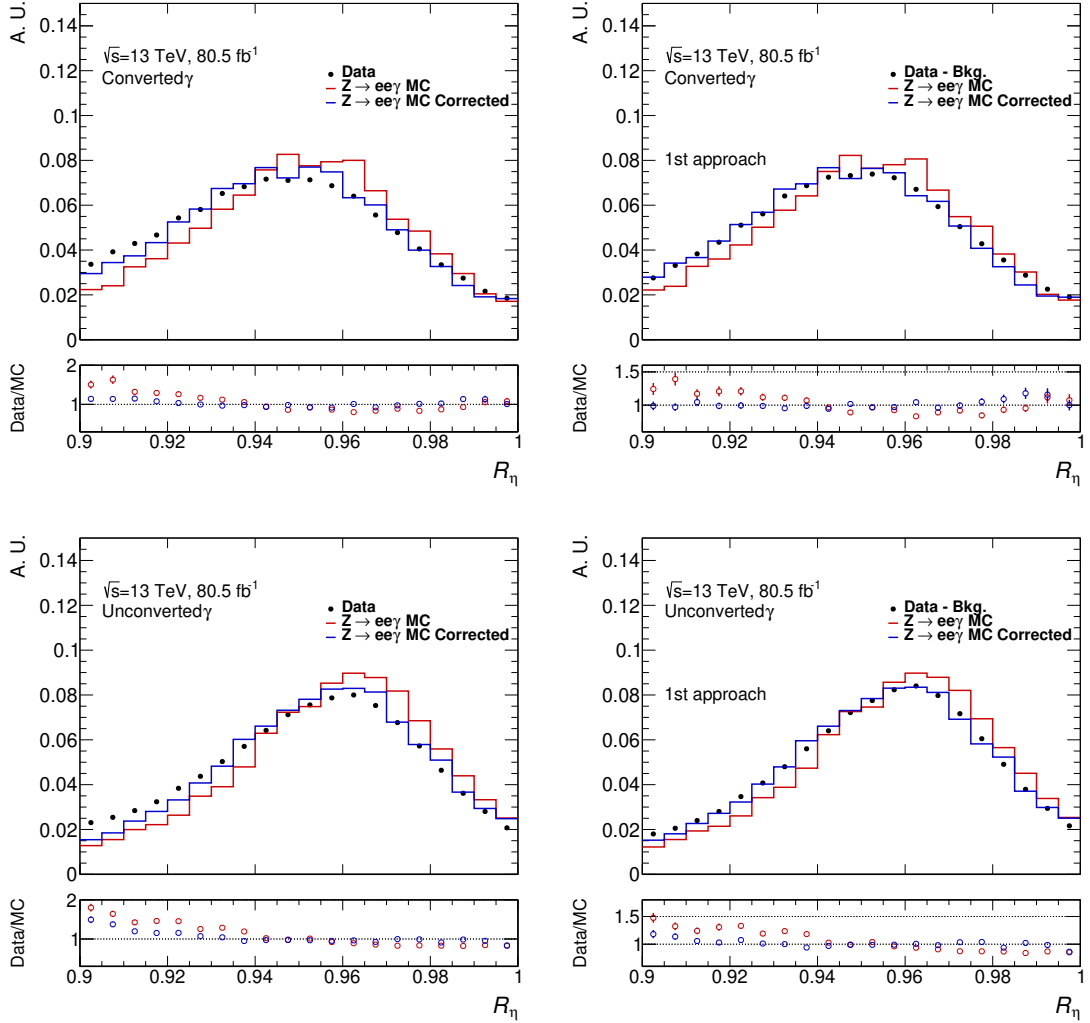 A. U.
0.14
0.12
0.1
0.08
0.06
0.04
0.02
0
√s=13 TeV, 80.5 fb⁻¹
Converted γ
Data
Z → eeγ MC
Z → eeγ MC Corrected
Data/MC
2
1
0.9 0.92 0.94 0.96 0.98 1
Rη
A. U.
0.14
0.12
0.1
0.08
0.06
0.04
0.02
0
√s=13 TeV, 80.5 fb⁻¹
Converted γ
Data - Bkg.
Z → eeγ MC
Z → eeγ MC Corrected
1st approach
Data/MC
1.5
1
0.9 0.92 0.94 0.96 0.98 1
Rη
A. U.
0.14
0.12
0.1
0.08
0.06
0.04
0.02
0
√s=13 TeV, 80.5 fb⁻¹
Unconverted γ
Data
Z → eeγ MC
Z → eeγ MC Corrected
Data/MC
2
1
0.9 0.92 0.94 0.96 0.98 1
Rη
A. U.
0.14
0.12
0.1
0.08
0.06
0.04
0.02
0
√s=13 TeV, 80.5 fb⁻¹
Unconverted γ
Data - Bkg.
Z → eeγ MC
Z → eeγ MC Corrected
1st approach
Data/MC
1.5
1
0.9 0.92 0.94 0.96 0.98 1
Rη